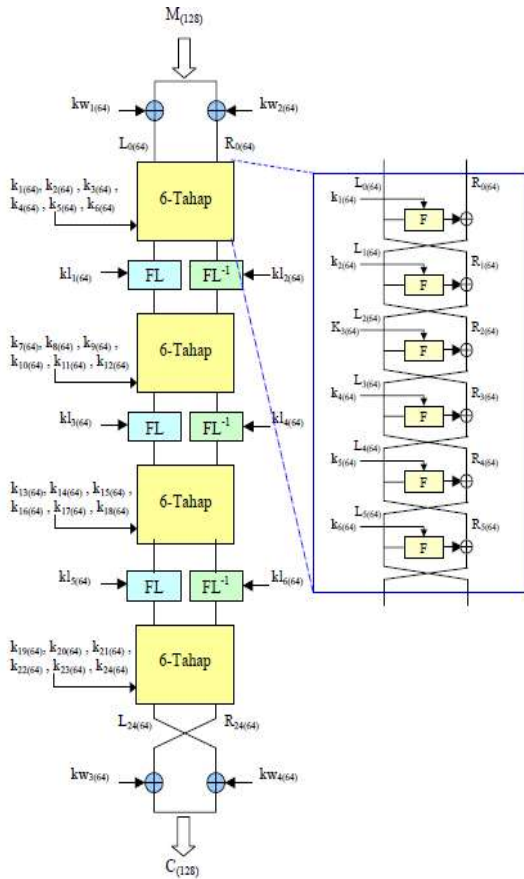 M(128)
kw1(64)
kw2(64)
L0(64)
R0(64)
k1(64), k2(64) , k3(64) ,
k4(64) , k5(64) , k6(64)
6-Tahap
kl1(64)
FL
FL-1
kl2(64)
k7(64), k8(64) , k9(64) ,
k10(64) , k11(64) , k12(64)
6-Tahap
kl3(64)
FL
FL-1
kl4(64)
k13(64), k14(64) , k15(64) ,
k16(64) , k17(64) , k18(64)
6-Tahap
kl5(64)
FL
FL-1
kl6(64)
k19(64), k20(64) , k21(64) ,
k22(64) , k23(64) , k24(64)
6-Tahap
L24(64)
R24(64)
kw3(64)
kw4(64)
C(128)
L0(64)
R0(64)
k1(64)
F
L1(64)
R1(64)
k2(64)
F
L2(64)
R2(64)
K3(64)
F
L3(64)
R3(64)
k4(64)
F
L4(64)
R4(64)
k5(64)
F
L5(64)
R5(64)
k6(64)
F